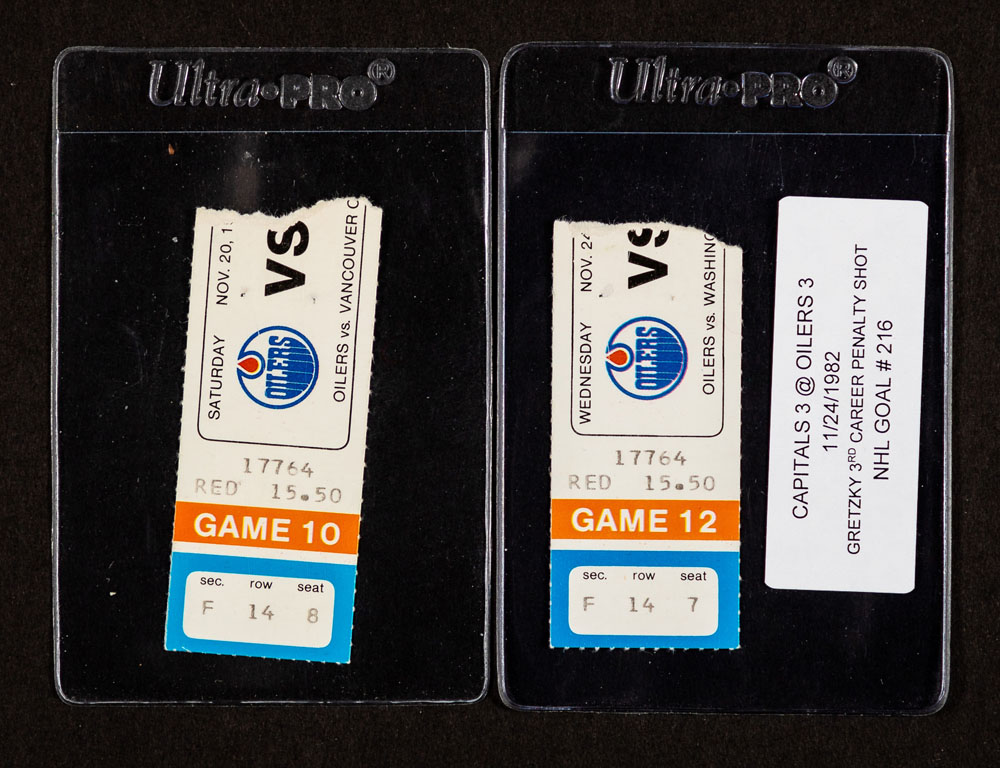 Ultra•PRO®
SATURDAY NOV. 20, 1
VS
OILERS
OILERS vs. VANCOUVER C
17764
RED 15.50
GAME 10
sec. row seat
F 14 8
Ultra•PRO®
WEDNESDAY NOV. 24
VS
OILERS
OILERS vs. WASHING
17764
RED 15.50
GAME 12
sec. row seat
F 14 7
CAPITALS 3 @ OILERS 3
11/24/1982
GRETZKY 3RD CAREER PENALTY SHOT
NHL GOAL # 216